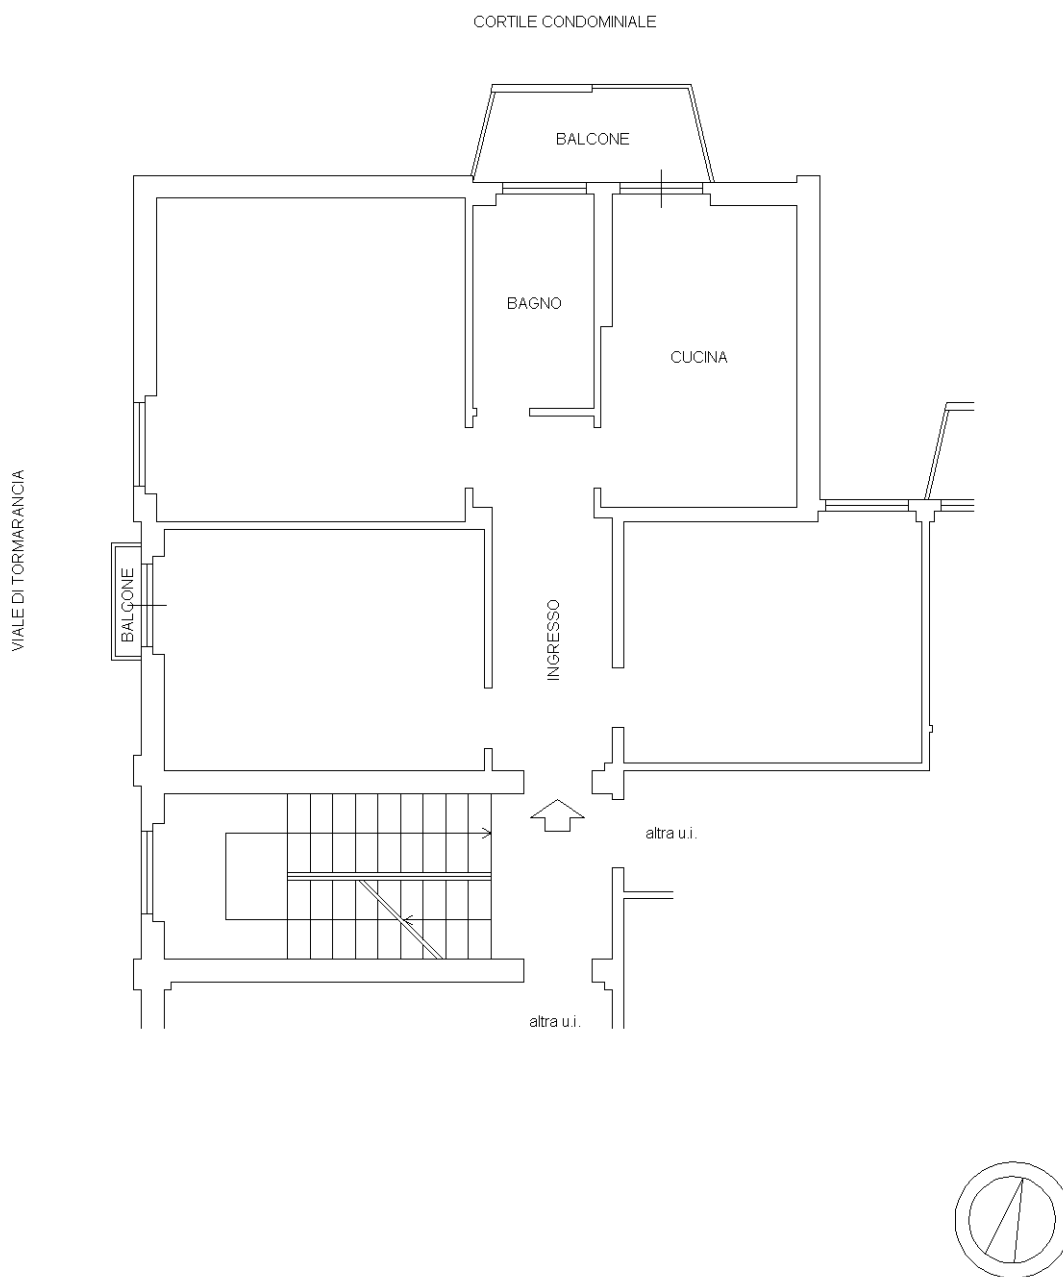 CORTILE CONDOMINIALE
BALCONE
BAGNO
CUCINA
VIALE DI TORMARANCIA
BALCONE
INGRESSO
altra u.i.
altra u.i.